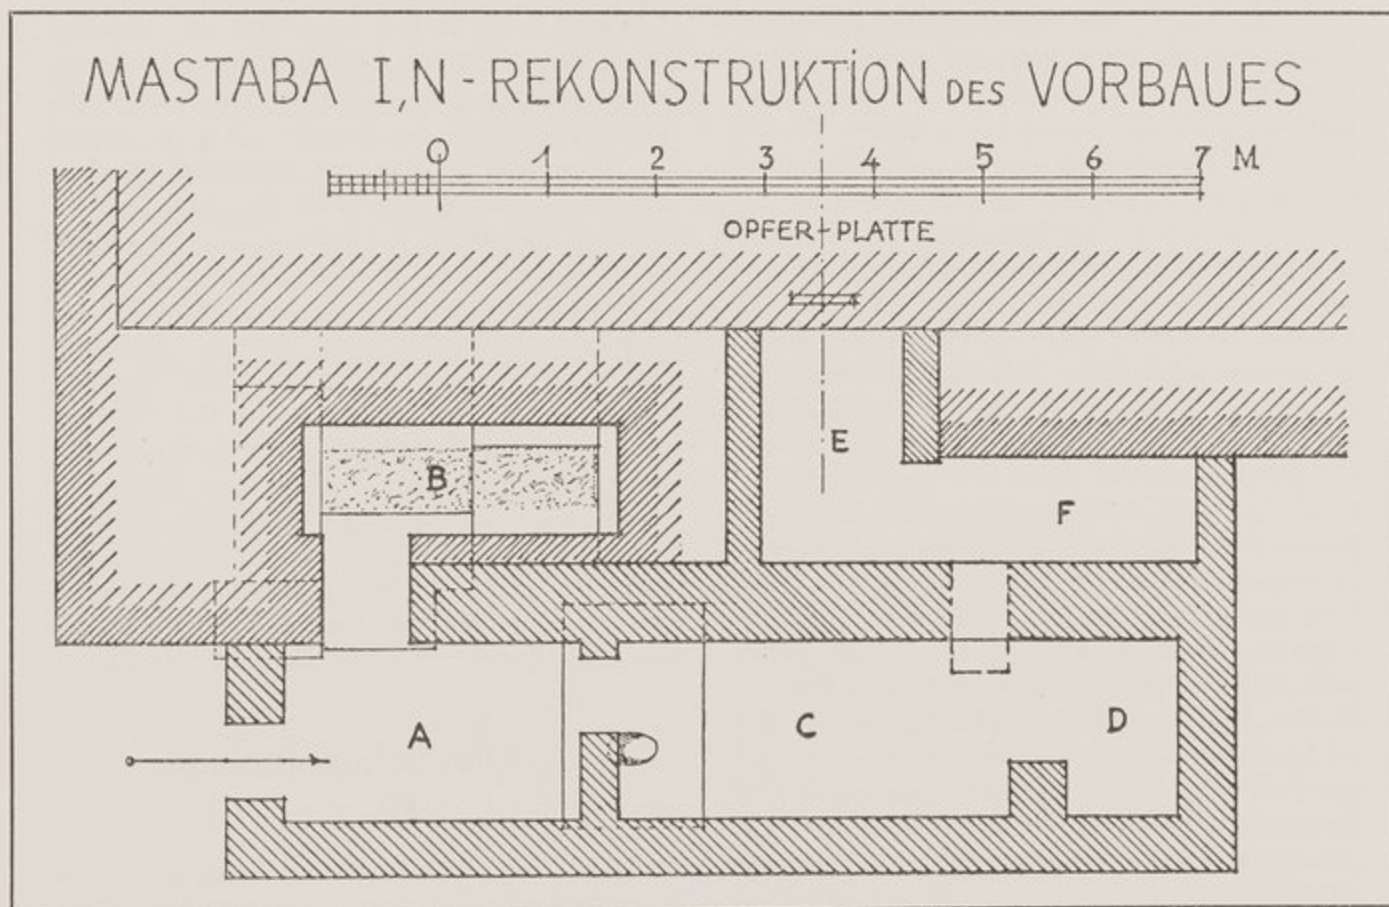 MASTABA I,N - REKONSTRUKTION DES VORBAUES
0 1 2 3 4 5 6 7 M
OPFER-PLATTE
B
E
F
A
C
D